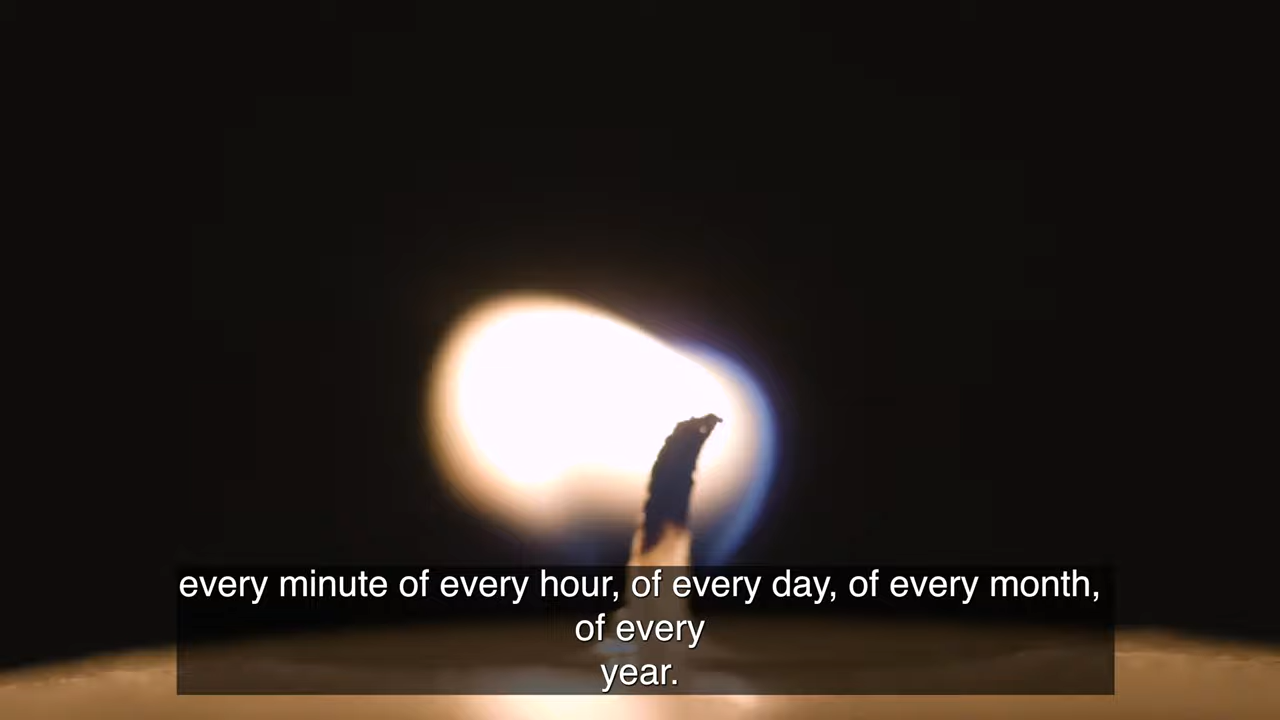 every minute of every hour, of every day, of every month,
of every
year.